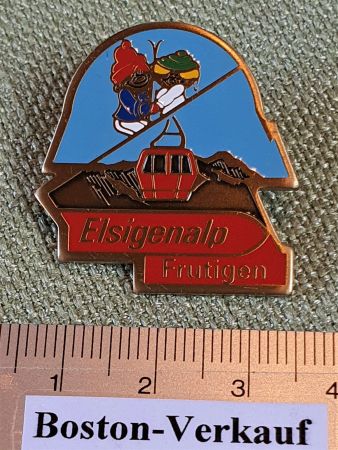 Elsigenalp
Frutigen
1 2 3 4
Boston-Verkauf